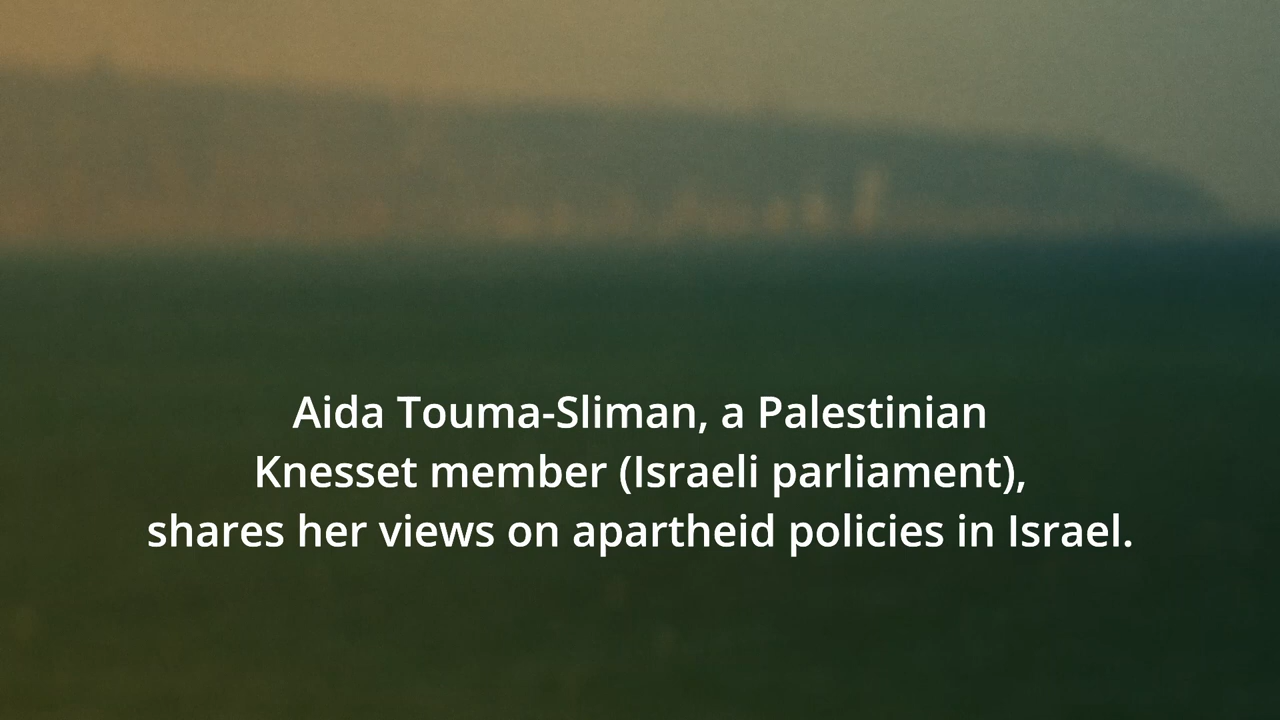 Aida Touma-Sliman, a Palestinian
Knesset member (Israeli parliament),
shares her views on apartheid policies in Israel.